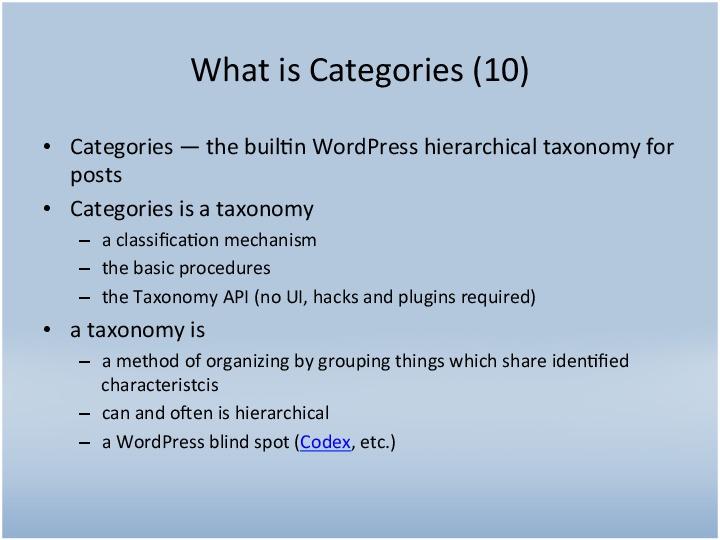 What is Categories (10)
• Categories — the builtin WordPress hierarchical taxonomy for
posts
• Categories is a taxonomy
– a classification mechanism
– the basic procedures
– the Taxonomy API (no UI, hacks and plugins required)
• a taxonomy is
– a method of organizing by grouping things which share identified
characteristcis
– can and often is hierarchical
– a WordPress blind spot (Codex, etc.)